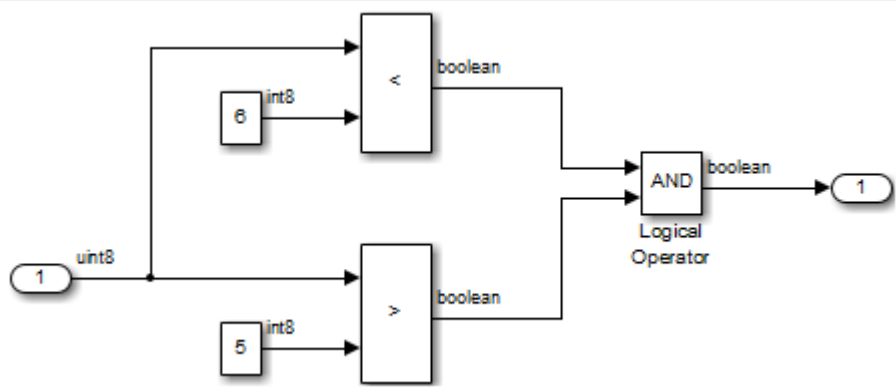 <
boolean
int8
6
AND
boolean
1
Logical
Operator
uint8
1
>
boolean
int8
5